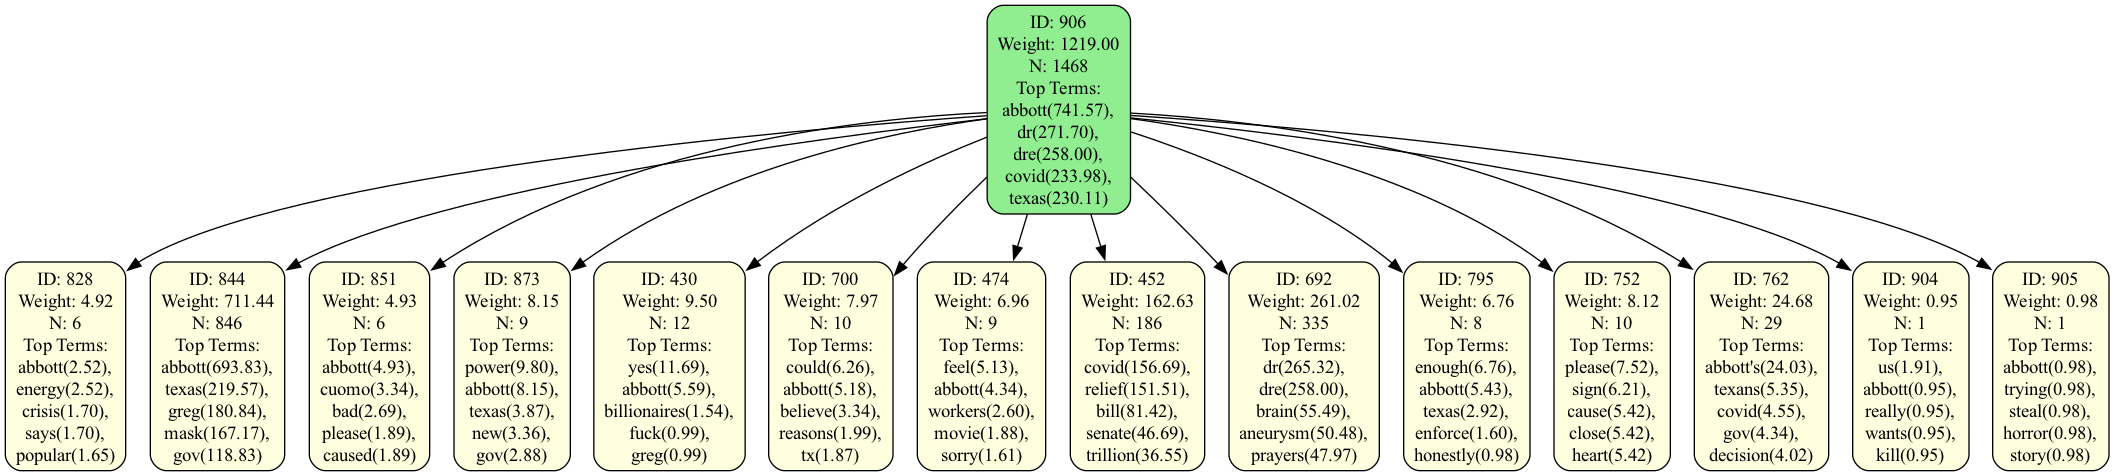 ID: 906
Weight: 1219.00
N: 1468
Top Terms:
abbott(741.57),
dr(271.70),
dre(258.00),
covid(233.98),
texas(230.11)
ID: 828
Weight: 4.92
N: 6
Top Terms:
abbott(2.52),
energy(2.52),
crisis(1.70),
says(1.70),
popular(1.65)
ID: 844
Weight: 711.44
N: 846
Top Terms:
abbott(693.83),
texas(219.57),
greg(180.84),
mask(167.17),
gov(118.83)
ID: 851
Weight: 4.93
N: 6
Top Terms:
abbott(4.93),
cuomo(3.34),
bad(2.69),
please(1.89),
caused(1.89)
ID: 873
Weight: 8.15
N: 9
Top Terms:
power(9.80),
abbott(8.15),
texas(3.87),
new(3.36),
gov(2.88)
ID: 430
Weight: 9.50
N: 12
Top Terms:
yes(11.69),
abbott(5.59),
billionaires(1.54),
fuck(0.99),
greg(0.99)
ID: 700
Weight: 7.97
N: 10
Top Terms:
could(6.26),
abbott(5.18),
believe(3.34),
reasons(1.99),
tx(1.87)
ID: 474
Weight: 6.96
N: 9
Top Terms:
feel(5.13),
abbott(4.34),
workers(2.60),
movie(1.88),
sorry(1.61)
ID: 452
Weight: 162.63
N: 186
Top Terms:
covid(156.69),
relief(151.51),
bill(81.42),
senate(46.69),
trillion(36.55)
ID: 692
Weight: 261.02
N: 335
Top Terms:
dr(265.32),
dre(258.00),
brain(55.49),
aneurysm(50.48),
prayers(47.97)
ID: 795
Weight: 6.76
N: 8
Top Terms:
enough(6.76),
abbott(5.43),
texas(2.92),
enforce(1.60),
honestly(0.98)
ID: 752
Weight: 8.12
N: 10
Top Terms:
please(7.52),
sign(6.21),
cause(5.42),
close(5.42),
heart(5.42)
ID: 762
Weight: 24.68
N: 29
Top Terms:
abbott's(24.03),
texans(5.35),
covid(4.55),
gov(4.34),
decision(4.02)
ID: 904
Weight: 0.95
N: 1
Top Terms:
us(1.91),
abbott(0.95),
really(0.95),
wants(0.95),
kill(0.95)
ID: 905
Weight: 0.98
N: 1
Top Terms:
abbott(0.98),
trying(0.98),
steal(0.98),
horror(0.98),
story(0.98)